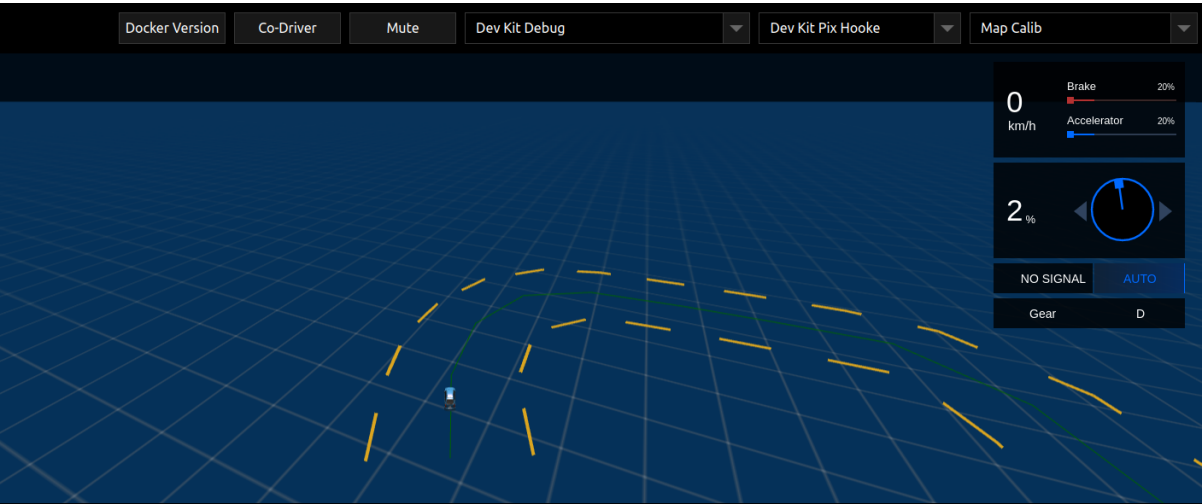 Docker Version Co-Driver Mute Dev Kit Debug Dev Kit Pix Hooke Map Calib
0
km/h
Brake 20%
Accelerator 20%
2 %
NO SIGNAL AUTO
Gear D